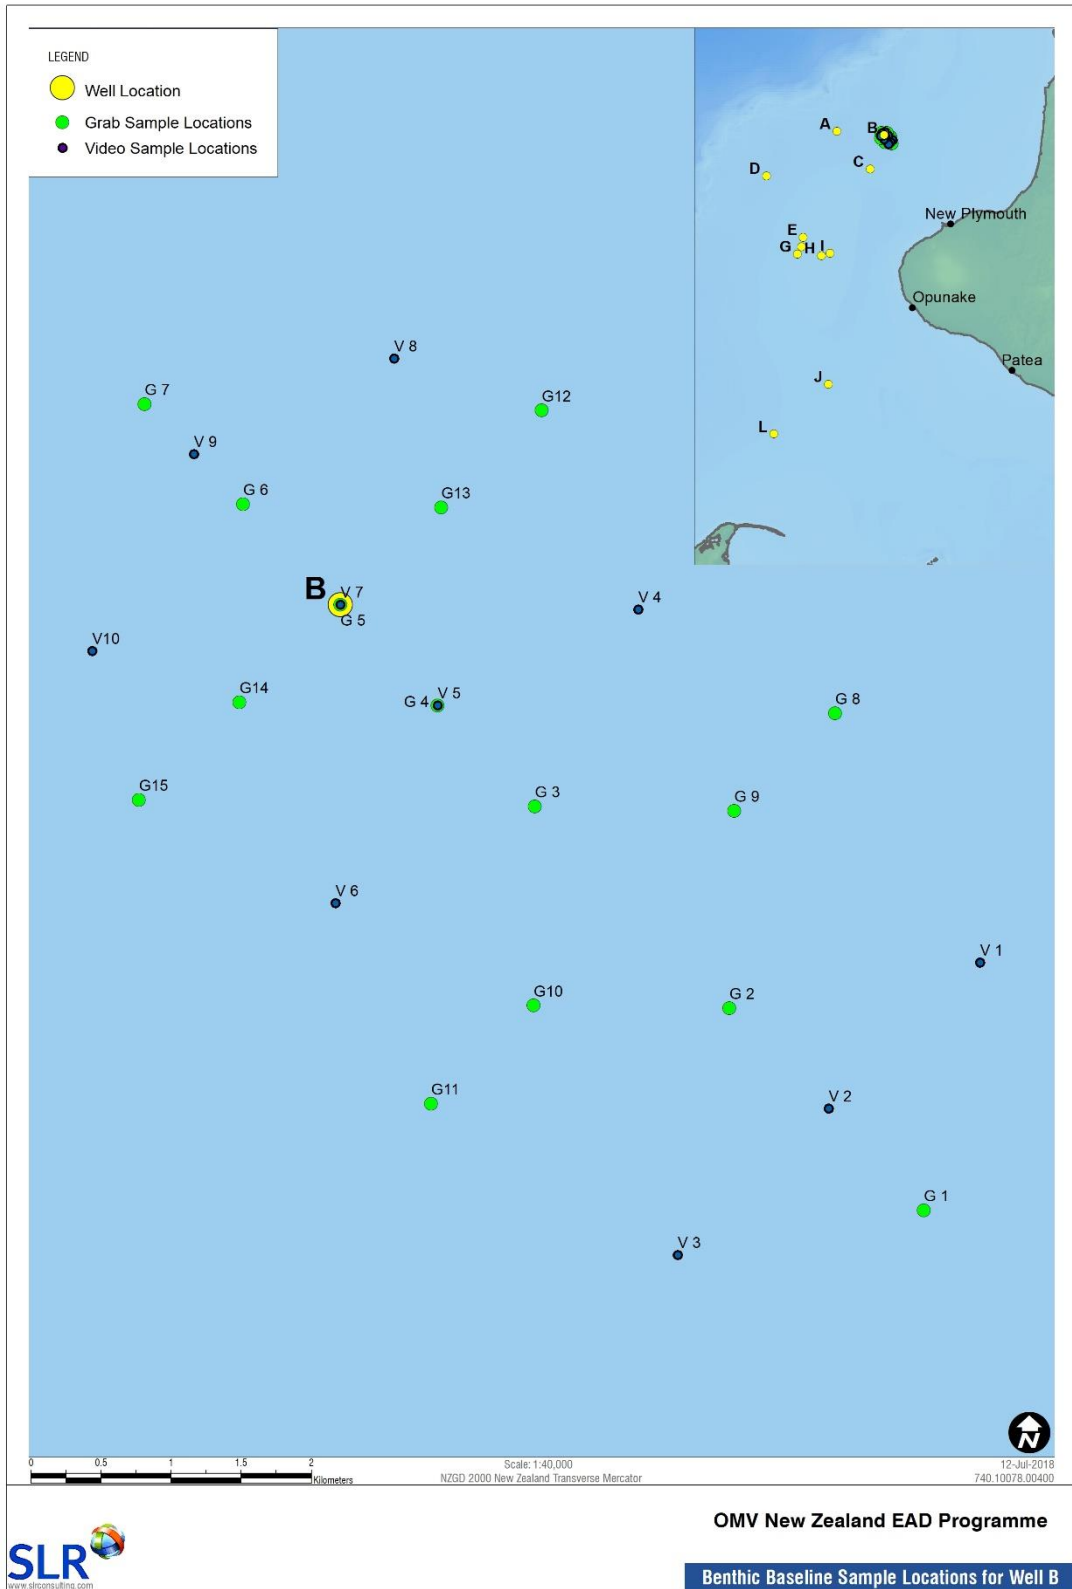 LEGEND
Well Location
Grab Sample Locations
Video Sample Locations
A
B
C
D
E
G
H
I
J
L
New Plymouth
Opunake
Patea
V 8
G 7
G12
V 9
G 6
G13
B
V 7
G 5
V 4
V10
G14
G 4
V 5
G 8
G15
G 3
G 9
V 6
V 1
G10
G 2
G11
V 2
G 1
V 3
N
0 0.5 1 1.5 2
Kilometers
Scale: 1:40,000
NZGD 2000 New Zealand Transverse Mercator
12-Jul-2018
740.10078.00400
OMV New Zealand EAD Programme
SLR
www.slrconsulting.com
Benthic Baseline Sample Locations for Well B